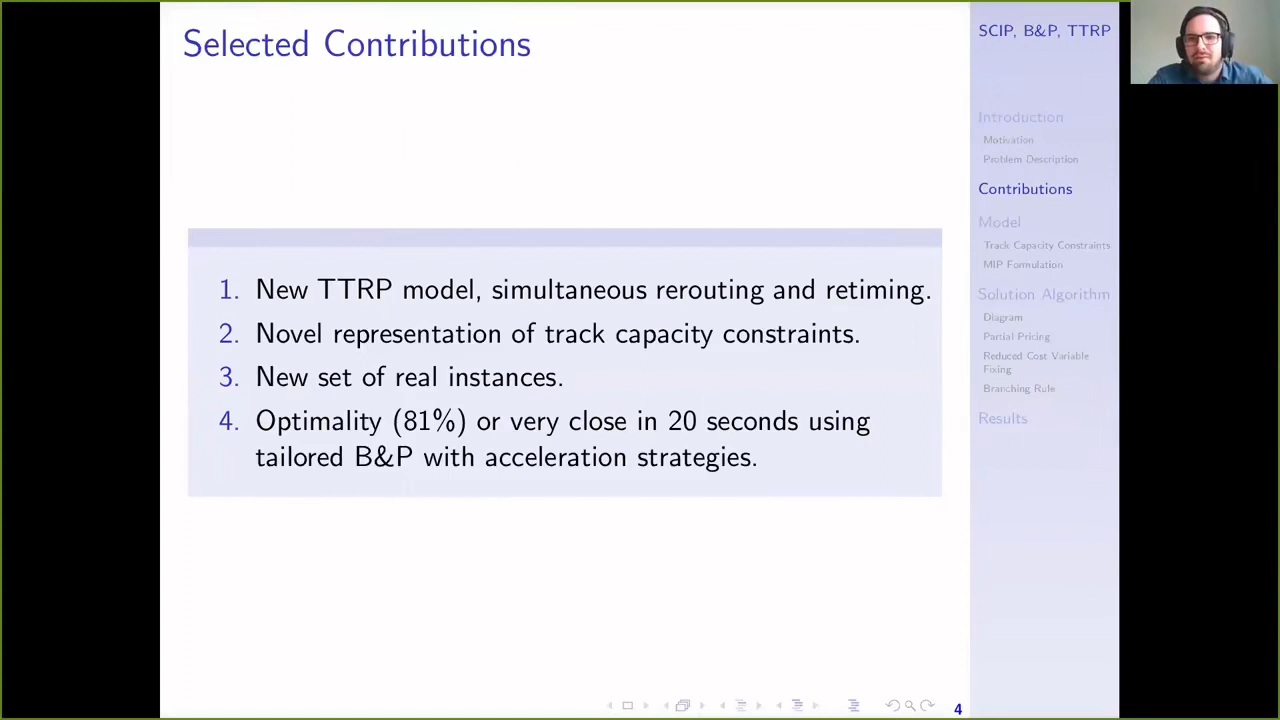 Selected Contributions
1. New TTRP model, simultaneous rerouting and retiming.
2. Novel representation of track capacity constraints.
3. New set of real instances.
4. Optimality (81%) or very close in 20 seconds using
tailored B&P with acceleration strategies.
SCIP, B&P, TTRP
Introduction
Motivation
Problem Description
Contributions
Model
Track Capacity Constraints
MIP Formulation
Solution Algorithm
Diagram
Partial Pricing
Reduced Cost Variable
Fixing
Branching Rule
Results
4